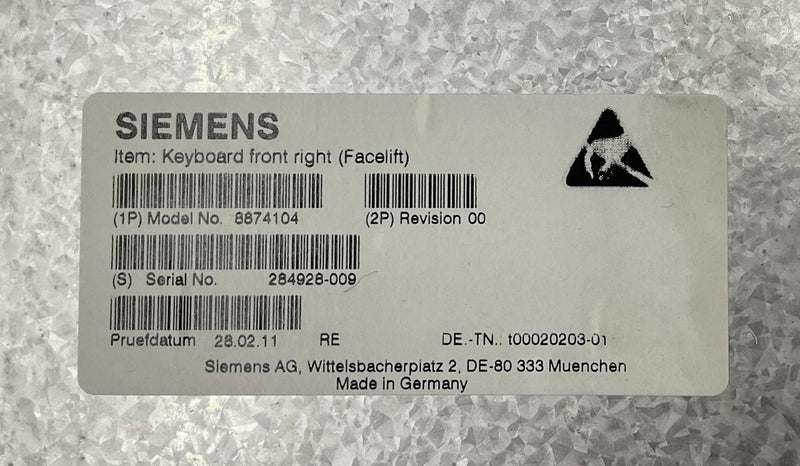 SIEMENS
Item: Keyboard front right (Facelift)
(1P) Model No. 8874104 (2P) Revision 00
(S) Serial No. 284928-009
Pruefdatum 28.02.11 RE DE.-TN.: t00020203-01
Siemens AG, Wittelsbacherplatz 2, DE-80 333 Muenchen
Made in Germany